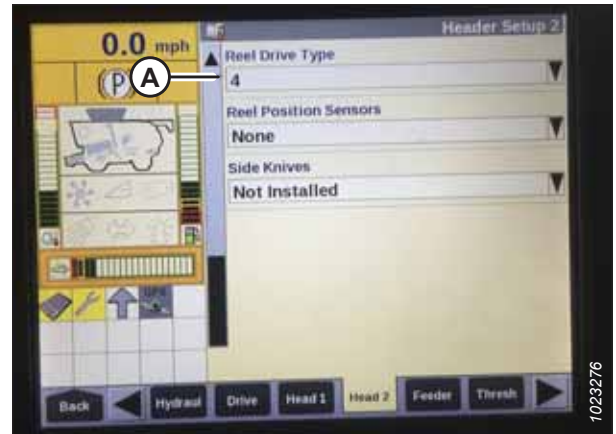 0.0 mph
Header Setup 2
(P)
A
Reel Drive Type
4
Reel Position Sensors
None
Side Knives
Not Installed
Back
Hydraul
Drive
Head 1
Head 2
Feeder
Thresh
1023276